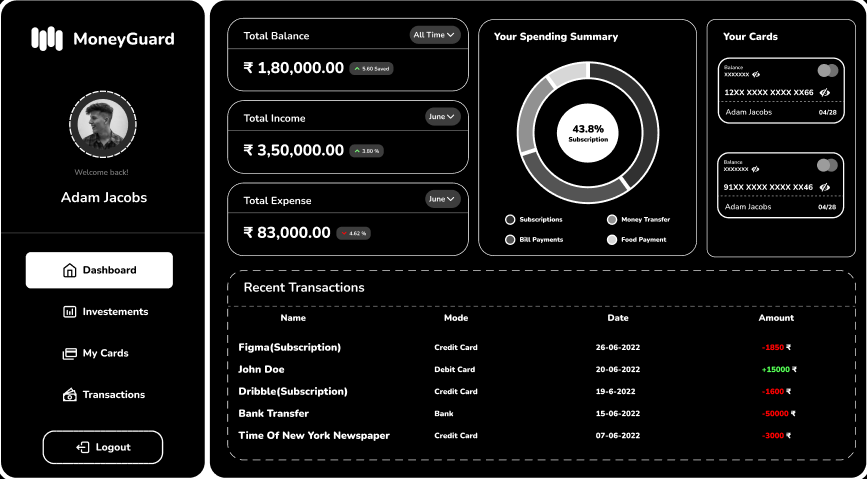 MoneyGuard
Welcome back!
Adam Jacobs
Dashboard
Investements
My Cards
Transactions
Logout
Total Balance
All Time
₹ 1,80,000.00
5.60 Saved
Total Income
June
₹ 3,50,000.00
3.80 %
Total Expense
June
₹ 83,000.00
4.62 %
Your Spending Summary
43.8%
Subscription
Subscriptions
Money Transfer
Bill Payments
Food Payment
Your Cards
Balance
XXXXXXX
12XX XXXX XXXX XX66
Adam Jacobs 04/28
Balance
XXXXXXX
91XX XXXX XXXX XX46
Adam Jacobs 04/28
Recent Transactions
Name Mode Date Amount
Figma(Subscription) Credit Card 26-06-2022 -1850 ₹
John Doe Debit Card 20-06-2022 +15000 ₹
Dribble(Subscription) Credit Card 19-6-2022 -1600 ₹
Bank Transfer Bank 15-06-2022 -50000 ₹
Time Of New York Newspaper Credit Card 07-06-2022 -3000 ₹